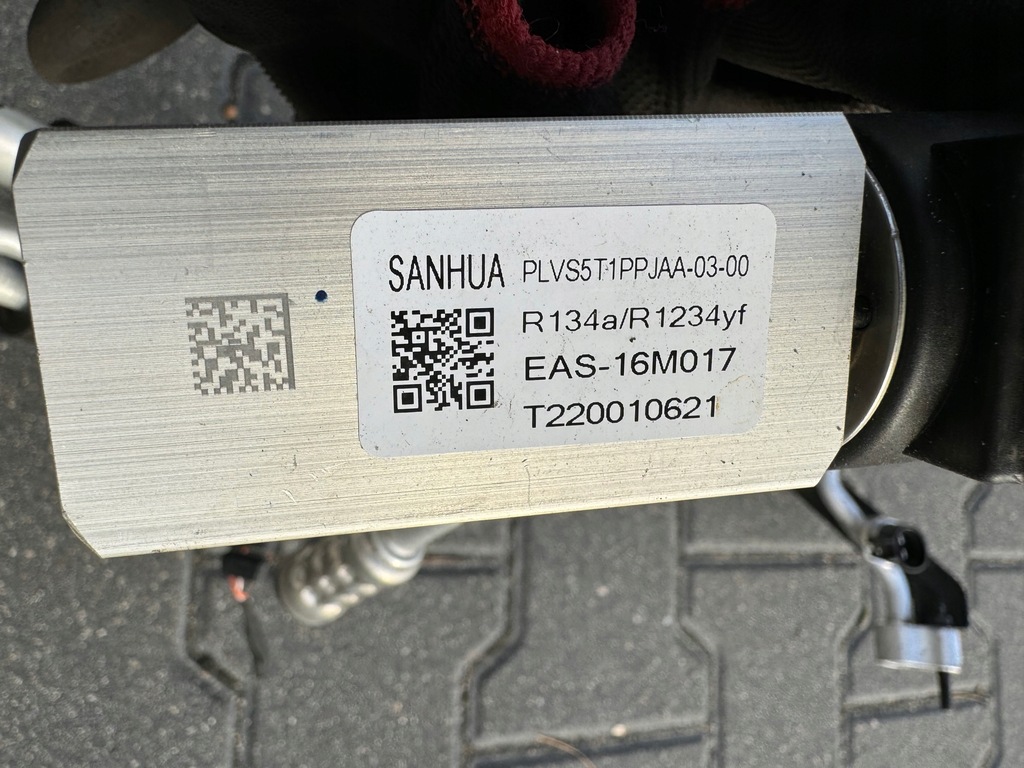 SANHUA PLVS5T1PPJAA-03-00
R134a/R1234yf
EAS-16M017
T220010621